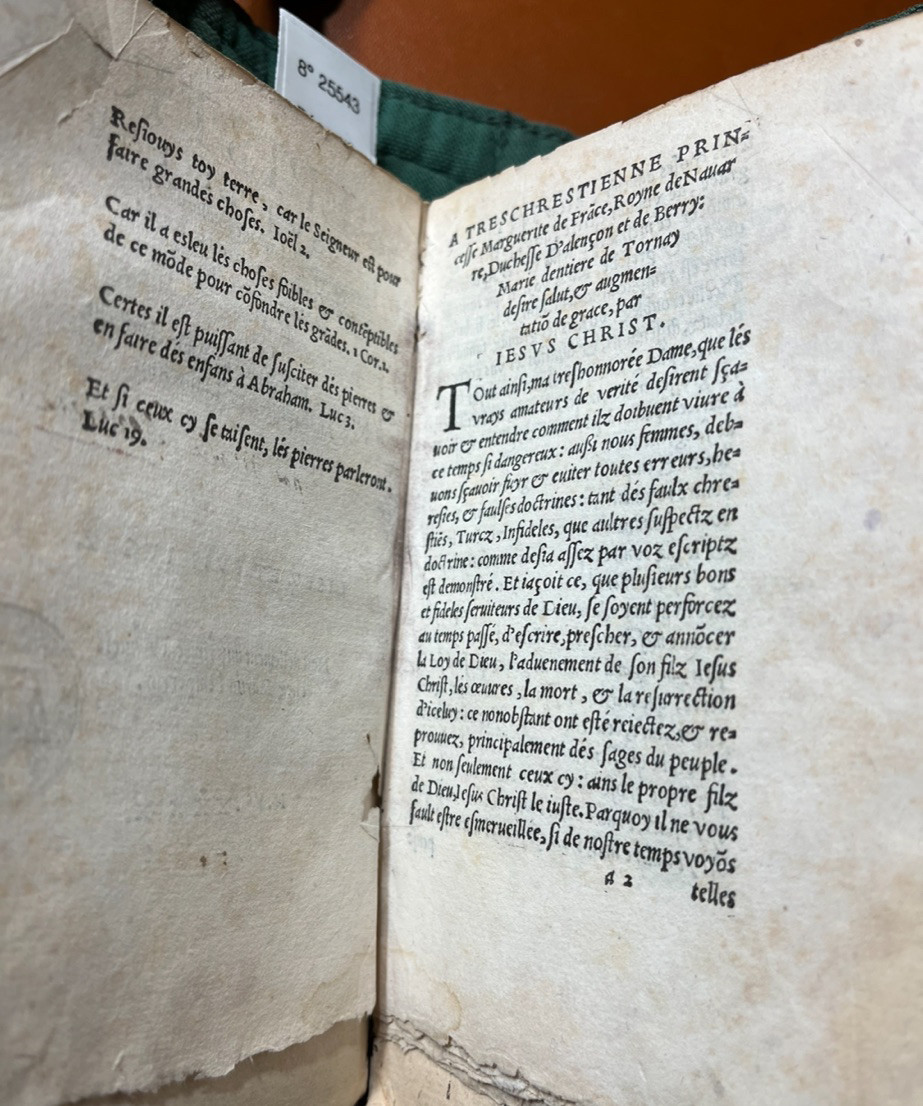 8° 25543
Reſiouys toy terre, car le Seigneur eſt pour
faire grandes choſes. Ioël 2.
Car il a esleu lés choſes foibles & contẽptibles
de ce mõde pour cõfondre lés grãdes. 1 Cor. 1.
Certes il eſt puiſſant de ſuſciter dés pierres &
en faire dés enfans à Abraham. Luc 3.
Et ſi ceux cy ſe taiſent, lés pierres parleront.
Luc 19.
A TRESCHRESTIENNE PRIN=
ceſſe Marguerite de Frãce, Royne de Nauar
re, Ducheſſe D'alençon et de Berry:
Marie dentiere de Tornay
deſire ſalut, & augmen=
tatiõ de grace, par
IESVS CHRIST.
TOut ainſi, ma treſhonnorée Dame, que lés
vrays amateurs de verité deſirent ſça=
uoir & entendre comment ilz doibuent viure à
ce temps ſi dangereux: auſsi nous femmes, deb=
uons ſçauoir fuyr & euiter toutes erreurs, he=
reſies, & faulſes doctrines: tant dés faulx chre=
ſtiẽs, Turcz, Infideles, que aultres ſuſpectz en
doctrine: comme deſia aſſez par voz eſcriptz
eſt demonſtré. Et iaçoit ce, que pluſieurs bons
et fideles ſeruiteurs de Dieu, ſe ſoyent perforcez
au temps paſſé, d'eſcrire, preſcher, & annõcer
la Loy de Dieu, l'aduenement de ſon filz Ieſus
Chriſt, lés œuures, la mort, & la reſurrection
d'iceluy: ce nonobſtant ont eſté reiectez, & re=
prouuez, principalement dés ſages du peuple.
Et non ſeulement ceux cy: ains le propre filz
de Dieu, Ieſus Chriſt le iuſte. Parquoy il ne vous
fault eſtre eſmerueillée, ſi de noſtre temps voyõs
a 2 telles